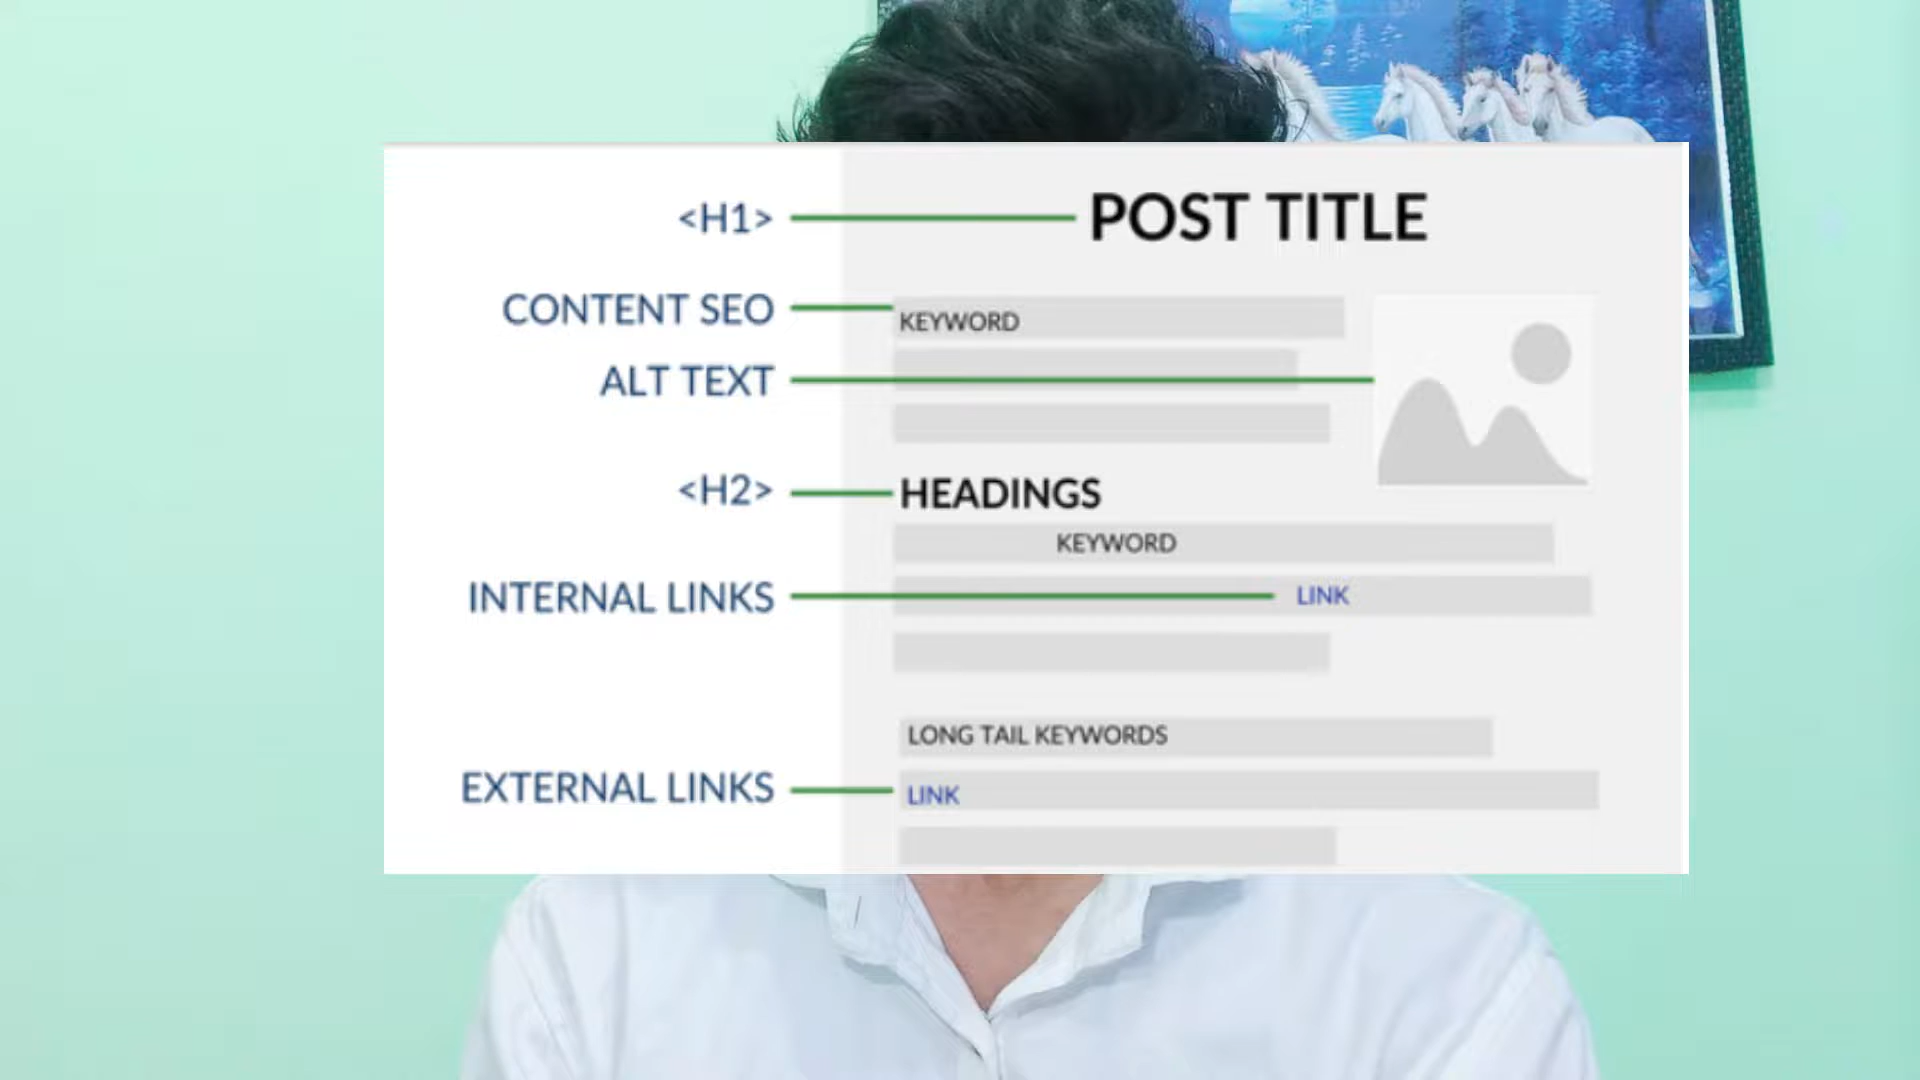 <H1> POST TITLE
CONTENT SEO KEYWORD
ALT TEXT
<H2> HEADINGS
KEYWORD
INTERNAL LINKS LINK
LONG TAIL KEYWORDS
EXTERNAL LINKS LINK